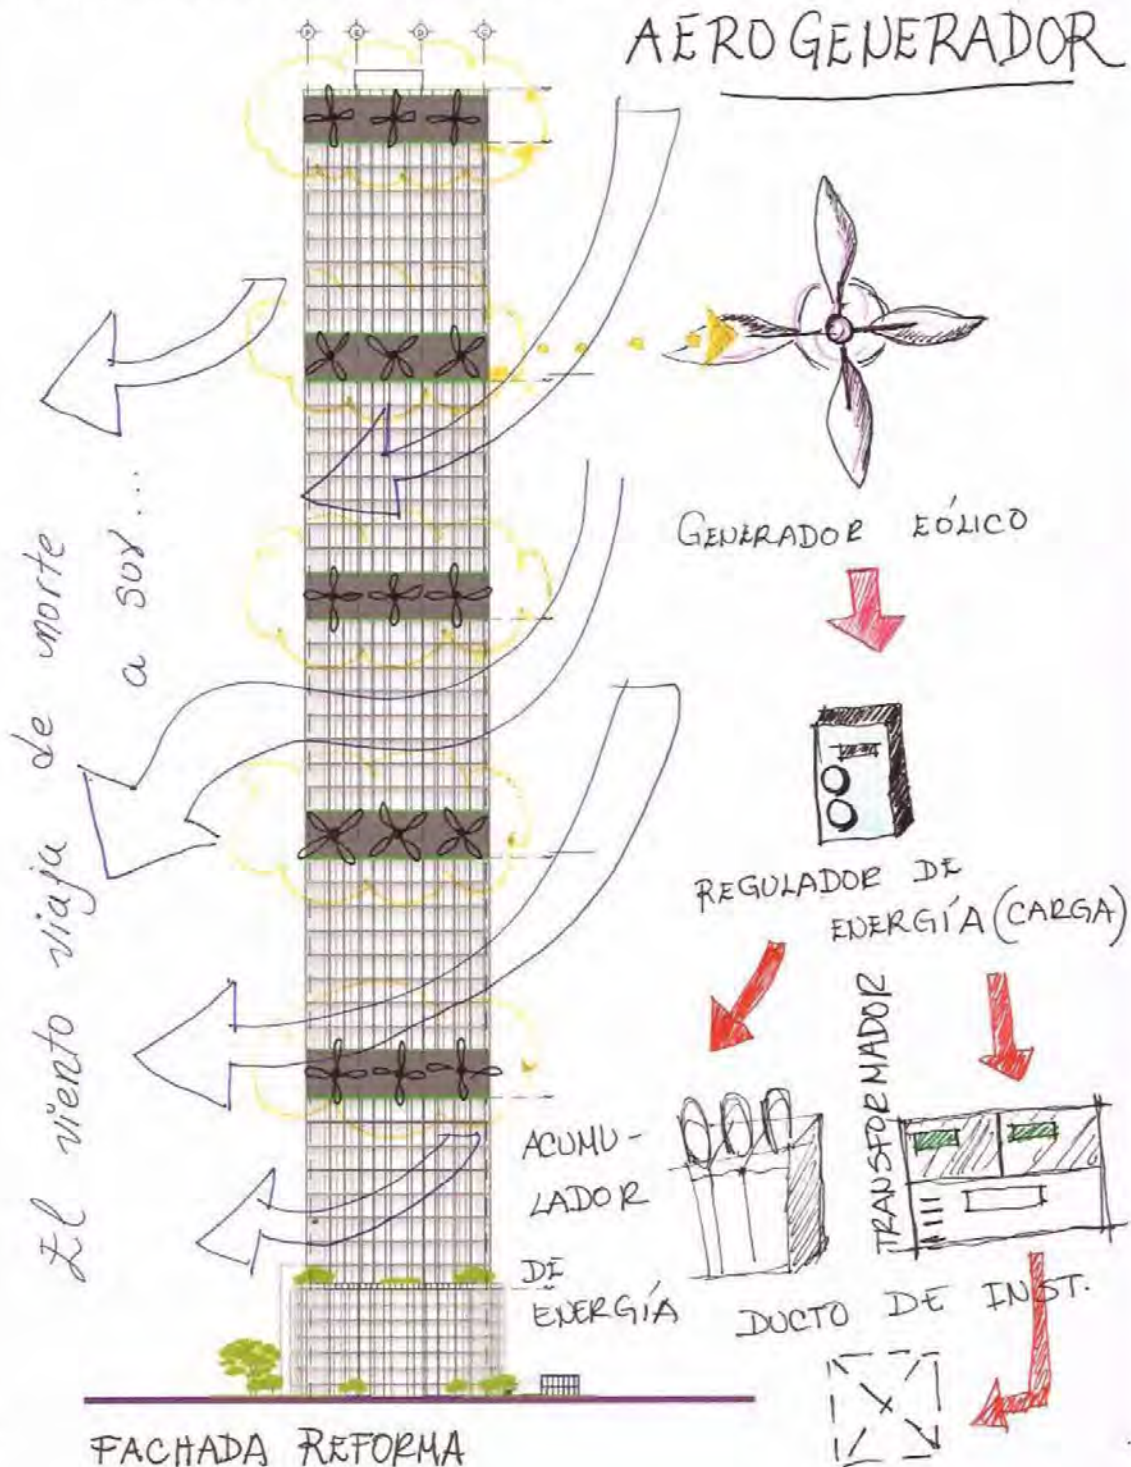 AEROGENERADOR
F E D C
El viento viaja de norte
a sur...
GENERADOR EÓLICO
REGULADOR DE
ENERGÍA (CARGA)
ACUMU-
LADOR
DE
ENERGÍA
TRANSFORMADOR
DUCTO DE INST.
FACHADA REFORMA